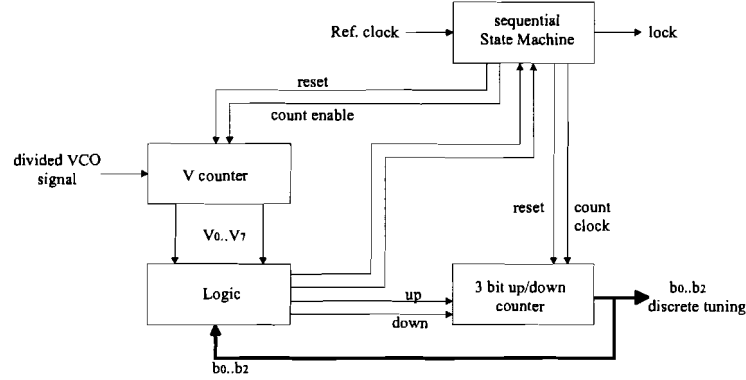 sequential
State Machine
Ref. clock
lock
reset
count enable
divided VCO
signal
V counter
reset
count
clock
V0..V7
Logic
up
down
3 bit up/down
counter
b0..b2
discrete tuning
b0..b2